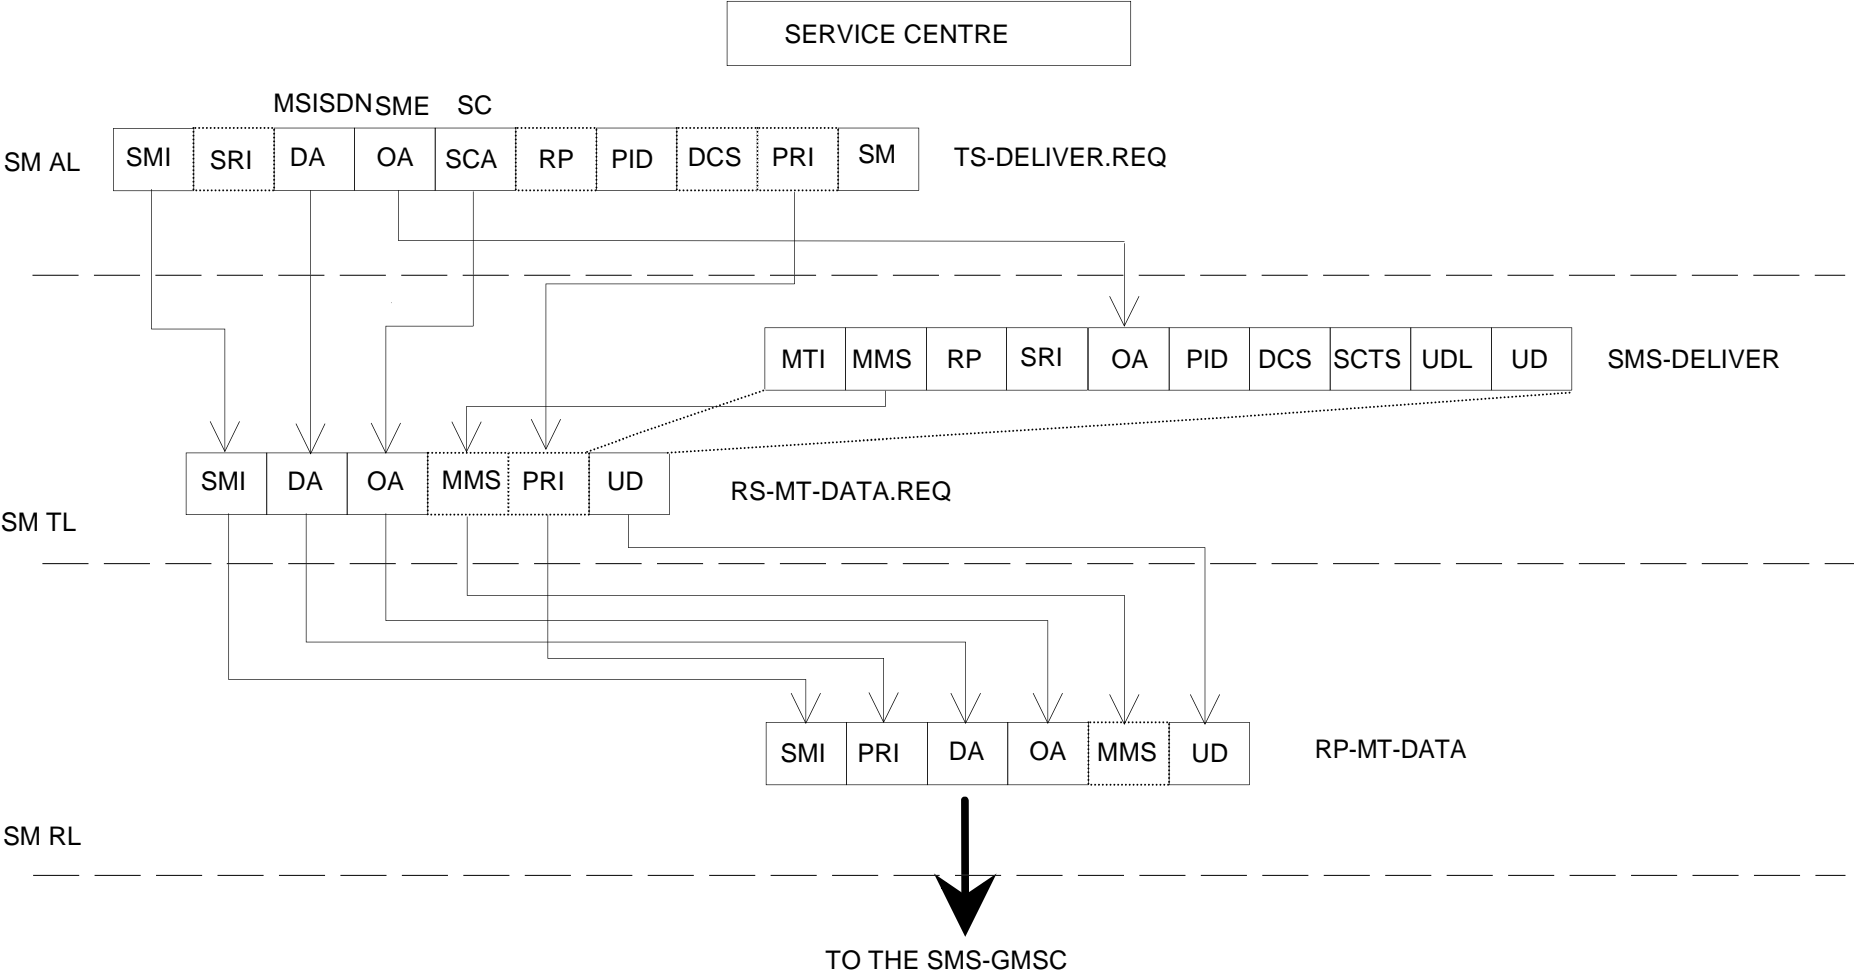 SERVICE CENTRE
MSISDN SME SC
SM AL SMI SRI DA OA SCA RP PID DCS PRI SM TS-DELIVER.REQ
MTI MMS RP SRI OA PID DCS SCTS UDL UD SMS-DELIVER
SMI DA OA MMS PRI UD RS-MT-DATA.REQ
SM TL
SMI PRI DA OA MMS UD RP-MT-DATA
SM RL
TO THE SMS-GMSC